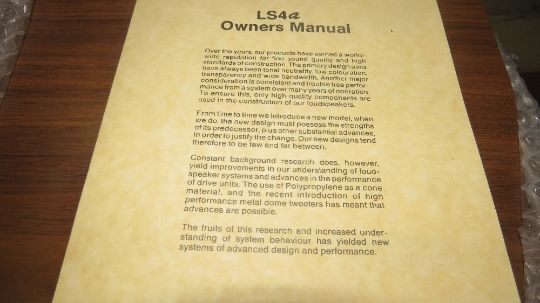 LS4a
Owners Manual
Over the years, our products have earned a world-
wide reputation for fine sound quality and high
standards of construction. The primary design aims
have always been tonal neutrality, low colouration,
transparency and wide bandwidth. Another major
consideration is consistent and trouble free perfor-
mance from a system over many years of operation.
To ensure this, only high quality components are
used in the construction of our loudspeakers.
From time to time we introduce a new model, when
we do, the new design must possess the strengths
of its predecessor, plus other substantial advances,
in order to justify the change. Our new designs tend
therefore to be few and far between.
Constant background research does, however,
yield improvements in our understanding of loud-
speaker systems and advances in the performance
of drive units. The use of Polypropylene as a cone
material, and the recent introduction of high
performance metal dome tweeters has meant that
advances are possible.
The fruits of this research and increased under-
standing of system behaviour has yielded new
systems of advanced design and performance.